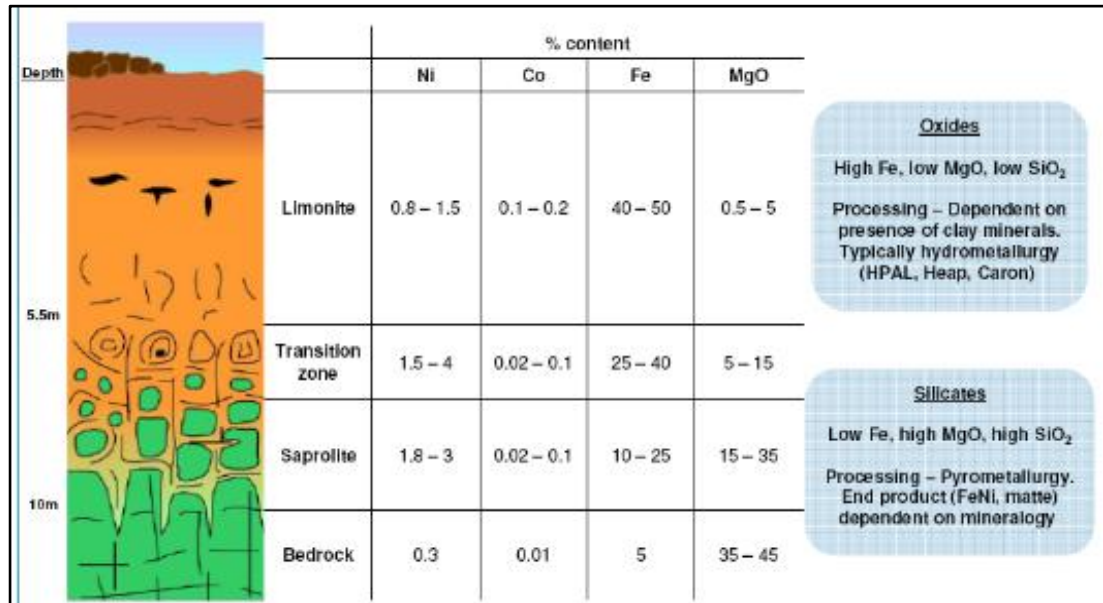 % content
Depth
Ni Co Fe MgO
Limonite 0.8 – 1.5 0.1 – 0.2 40 – 50 0.5 – 5
5.5m
Transition
zone 1.5 – 4 0.02 – 0.1 25 – 40 5 – 15
Saprolite 1.8 – 3 0.02 – 0.1 10 – 25 15 – 35
10m
Bedrock 0.3 0.01 5 35 – 45
Oxides
High Fe, low MgO, low SiO₂
Processing – Dependent on
presence of clay minerals.
Typically hydrometallurgy
(HPAL, Heap, Caron)
Silicates
Low Fe, high MgO, high SiO₂
Processing – Pyrometallurgy.
End product (FeNi, matte)
dependent on mineralogy